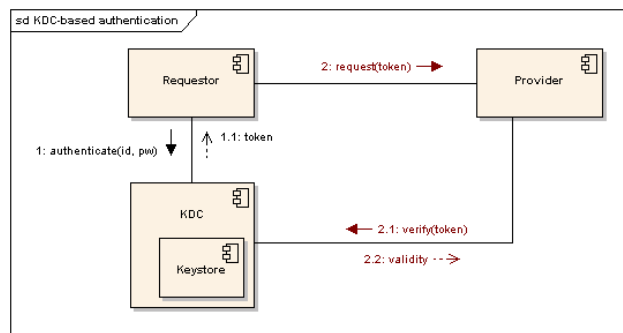 sd KDC-based authentication
Requestor
2: request(token)
Provider
1: authenticate(id, pw)
1.1: token
KDC
Keystore
2.1: verify(token)
2.2: validity